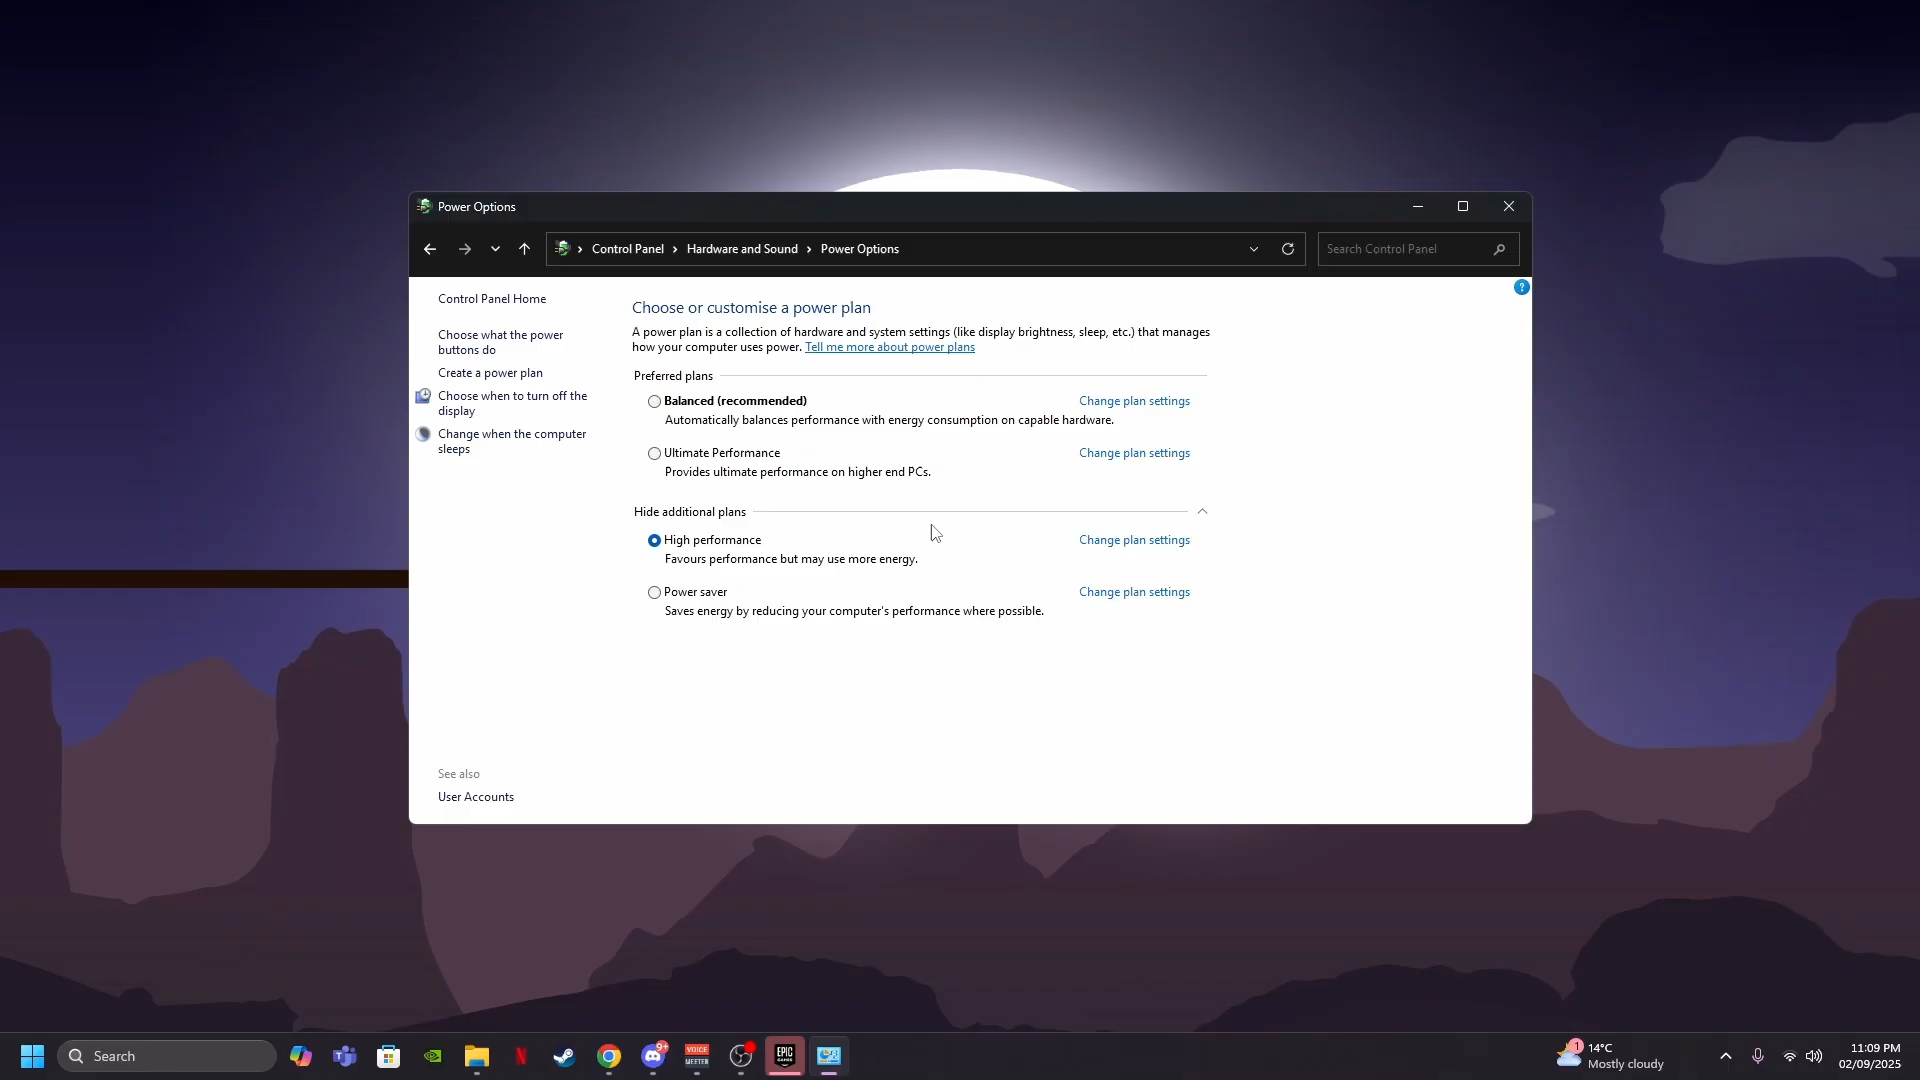 Power Options
Control Panel > Hardware and Sound > Power Options
Search Control Panel
Control Panel Home
Choose what the power
buttons do
Create a power plan
Choose when to turn off the
display
Change when the computer
sleeps
See also
User Accounts
Choose or customise a power plan
A power plan is a collection of hardware and system settings (like display brightness, sleep, etc.) that manages
how your computer uses power. Tell me more about power plans
Preferred plans
Balanced (recommended) Change plan settings
Automatically balances performance with energy consumption on capable hardware.
Ultimate Performance Change plan settings
Provides ultimate performance on higher end PCs.
Hide additional plans
High performance Change plan settings
Favours performance but may use more energy.
Power saver Change plan settings
Saves energy by reducing your computer's performance where possible.
?
Search
T
N
9+
VOICE
MEETER
EPIC
GAMES
1
14°C
Mostly cloudy
11:09 PM
02/09/2025